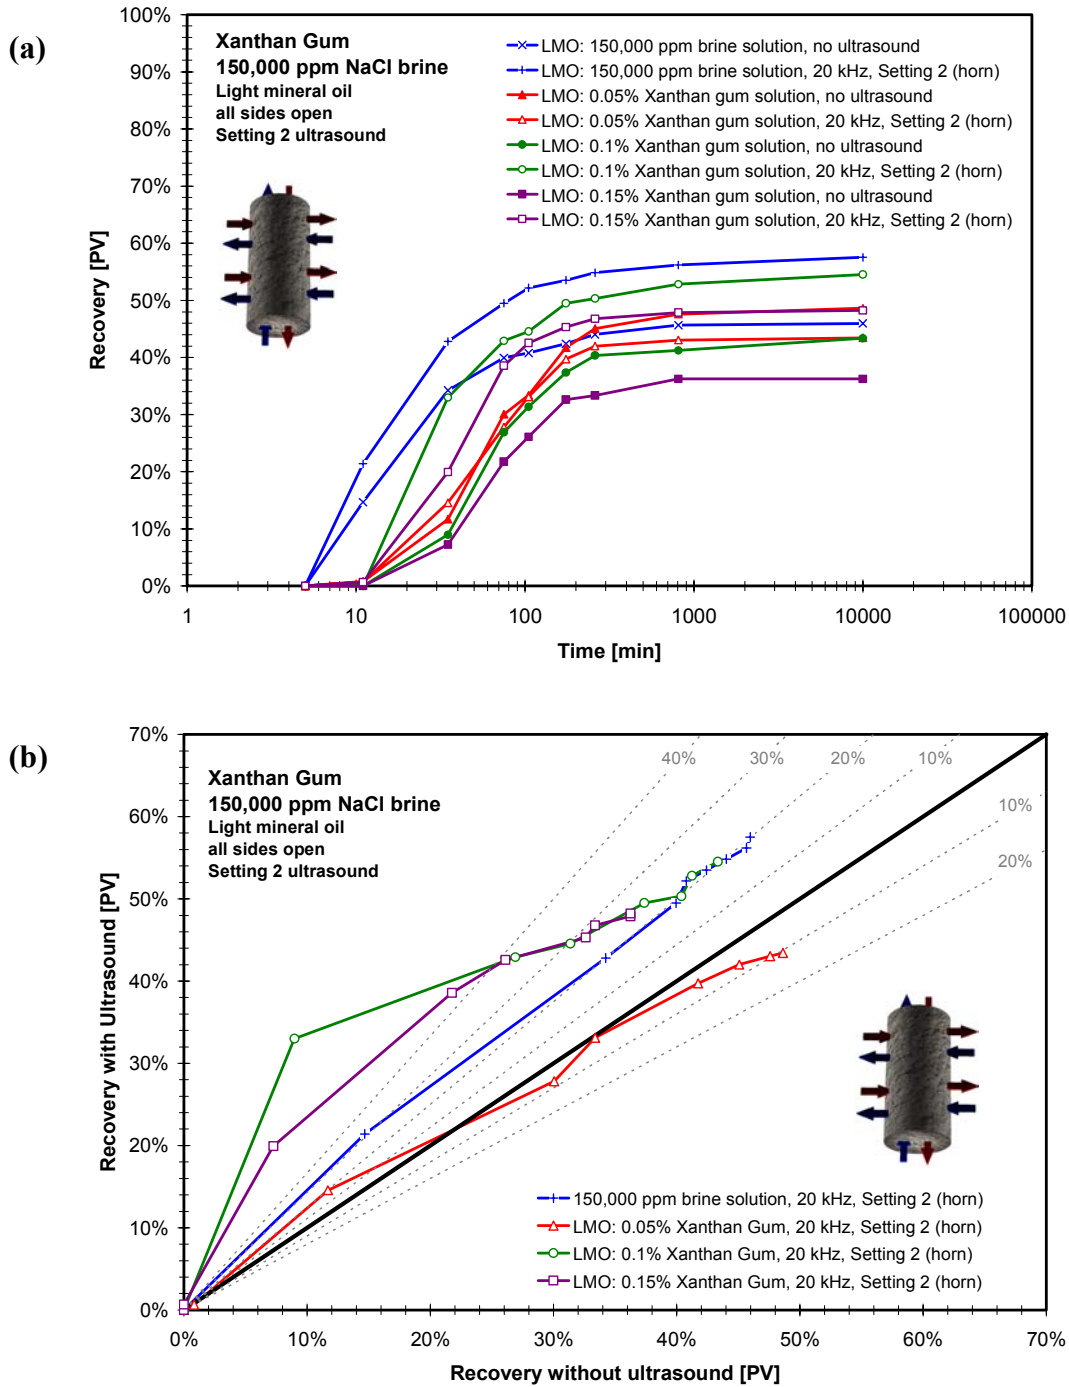 (a)
Xanthan Gum
150,000 ppm NaCl brine
Light mineral oil
all sides open
Setting 2 ultrasound
LMO: 150,000 ppm brine solution, no ultrasound
LMO: 150,000 ppm brine solution, 20 kHz, Setting 2 (horn)
LMO: 0.05% Xanthan gum solution, no ultrasound
LMO: 0.05% Xanthan gum solution, 20 kHz, Setting 2 (horn)
LMO: 0.1% Xanthan gum solution, no ultrasound
LMO: 0.1% Xanthan gum solution, 20 kHz, Setting 2 (horn)
LMO: 0.15% Xanthan gum solution, no ultrasound
LMO: 0.15% Xanthan gum solution, 20 kHz, Setting 2 (horn)
Recovery [PV]
100%
90%
80%
70%
60%
50%
40%
30%
20%
10%
0%
1
10
100
1000
10000
100000
Time [min]
(b)
Xanthan Gum
150,000 ppm NaCl brine
Light mineral oil
all sides open
Setting 2 ultrasound
40%
30%
20%
10%
10%
20%
Recovery with Ultrasound [PV]
70%
60%
50%
40%
30%
20%
10%
0%
150,000 ppm brine solution, 20 kHz, Setting 2 (horn)
LMO: 0.05% Xanthan Gum, 20 kHz, Setting 2 (horn)
LMO: 0.1% Xanthan Gum, 20 kHz, Setting 2 (horn)
LMO: 0.15% Xanthan Gum, 20 kHz, Setting 2 (horn)
0%
10%
20%
30%
40%
50%
60%
70%
Recovery without ultrasound [PV]